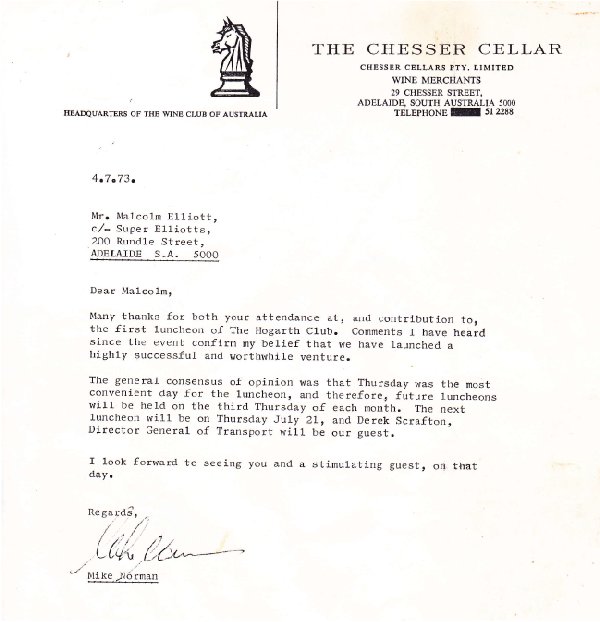 THE CHESSER CELLAR
CHESSER CELLARS PTY. LIMITED
WINE MERCHANTS
29 CHESSER STREET,
ADELAIDE, SOUTH AUSTRALIA 5000
TELEPHONE 51 2288
HEADQUARTERS OF THE WINE CLUB OF AUSTRALIA
4.7.73.
Mr. Malcolm Elliott,
c/- Super Elliotts,
200 Rundle Street,
ADELAIDE S.A. 5000
Dear Malcolm,
Many thanks for both your attendance at, and contribution to,
the first luncheon of The Hogarth Club. Comments I have heard
since the event confirm my belief that we have launched a
highly successful and worthwhile venture.
The general consensus of opinion was that Thursday was the most
convenient day for the luncheon, and therefore, future luncheons
will be held on the third Thursday of each month. The next
luncheon will be on Thursday July 21, and Derek Scrafton,
Director General of Transport will be our guest.
I look forward to seeing you and a stimulating guest, on that
day.
Regards,
Mike Norman